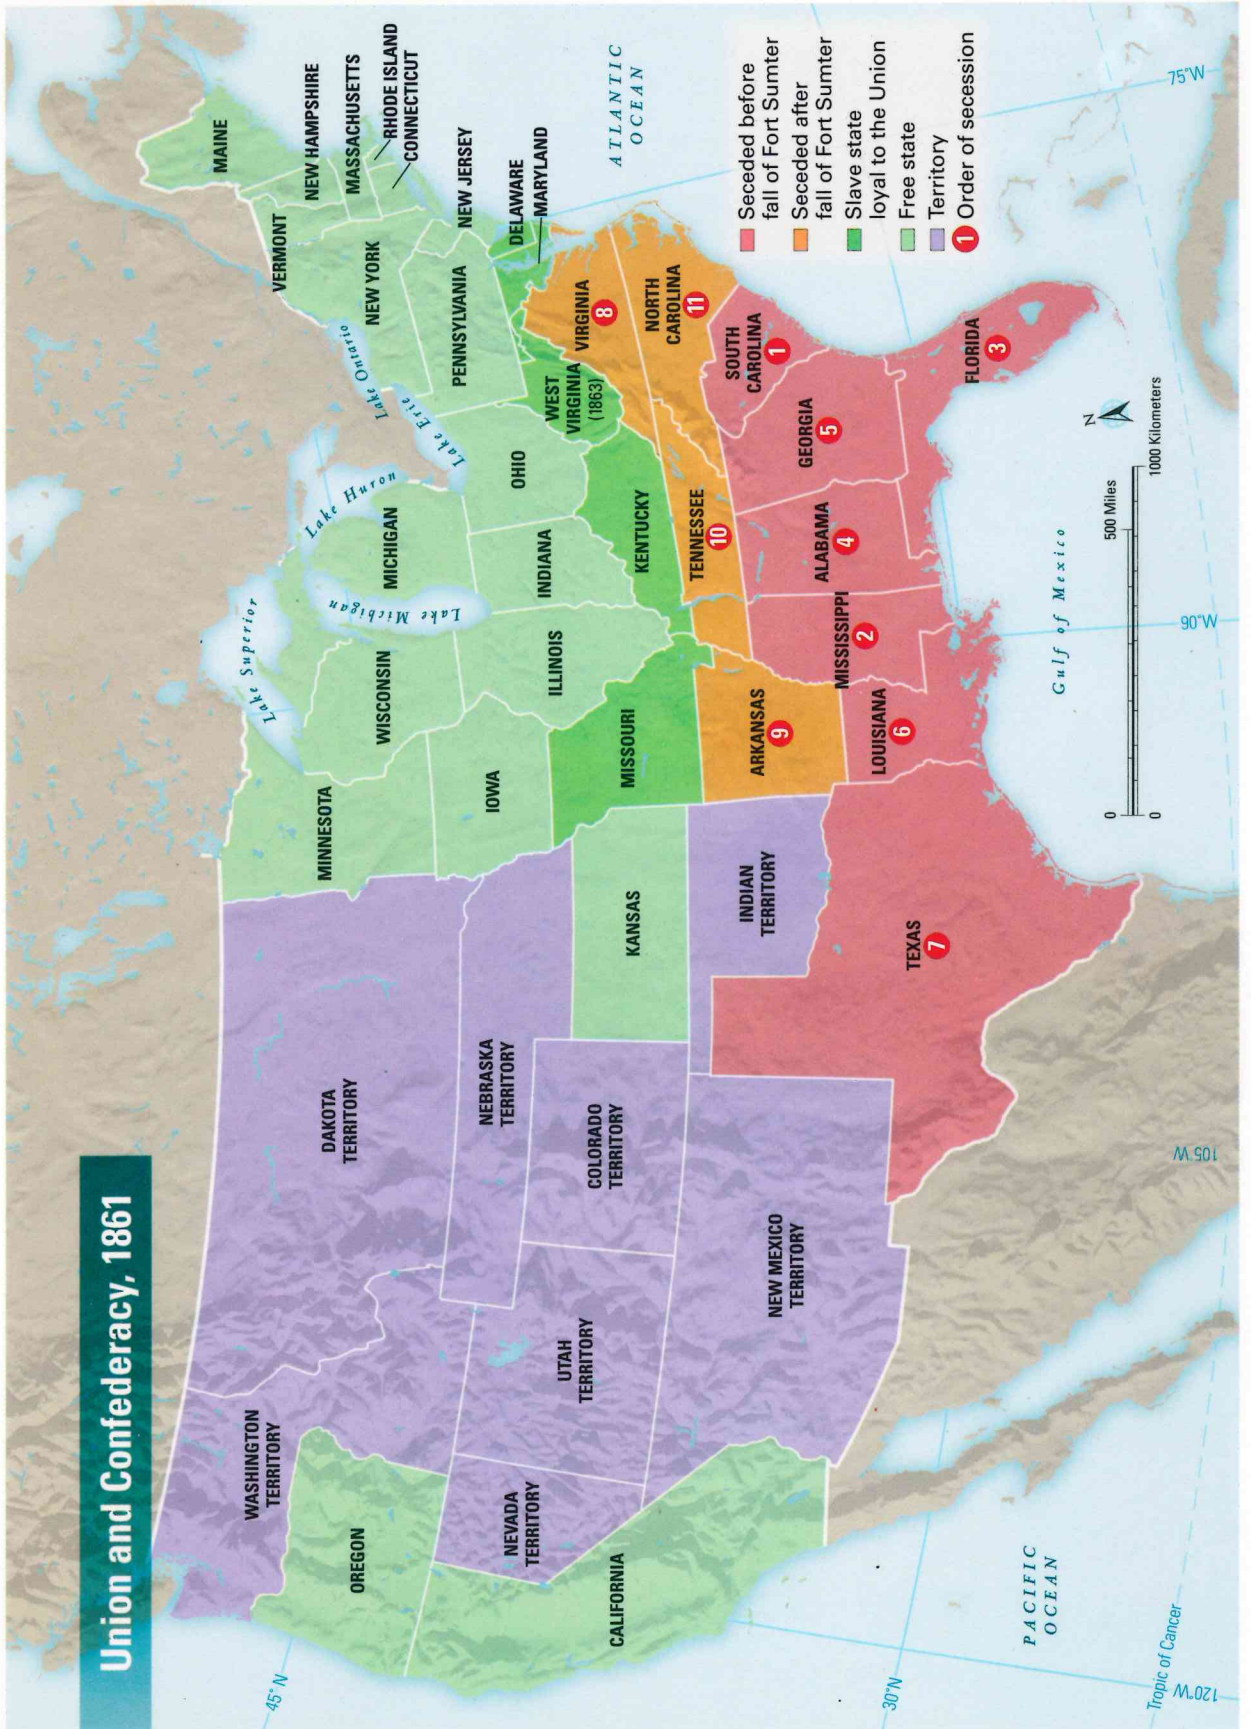 Union and Confederacy, 1861
WASHINGTON
TERRITORY
OREGON
CALIFORNIA
NEVADA
TERRITORY
UTAH
TERRITORY
DAKOTA
TERRITORY
NEBRASKA
TERRITORY
COLORADO
TERRITORY
NEW MEXICO
TERRITORY
KANSAS
INDIAN
TERRITORY
TEXAS
7
MINNESOTA
IOWA
MISSOURI
ARKANSAS
9
LOUISIANA
6
WISCONSIN
ILLINOIS
MICHIGAN
INDIANA
OHIO
KENTUCKY
TENNESSEE
10
MISSISSIPPI
2
ALABAMA
4
GEORGIA
5
FLORIDA
3
SOUTH
CAROLINA
1
NORTH
CAROLINA
11
VIRGINIA
8
WEST
VIRGINIA
(1863)
PENNSYLVANIA
NEW YORK
VERMONT
MAINE
NEW HAMPSHIRE
MASSACHUSETTS
RHODE ISLAND
CONNECTICUT
NEW JERSEY
DELAWARE
MARYLAND
Lake Superior
Lake Michigan
Lake Huron
Lake Erie
Lake Ontario
ATLANTIC
OCEAN
PACIFIC
OCEAN
Gulf of Mexico
45°N
30°N
Tropic of Cancer
120°W
105°W
90°W
75°W
N
0 500 Miles
0 1000 Kilometers
Seceded before
fall of Fort Sumter
Seceded after
fall of Fort Sumter
Slave state
loyal to the Union
Free state
Territory
1 Order of secession